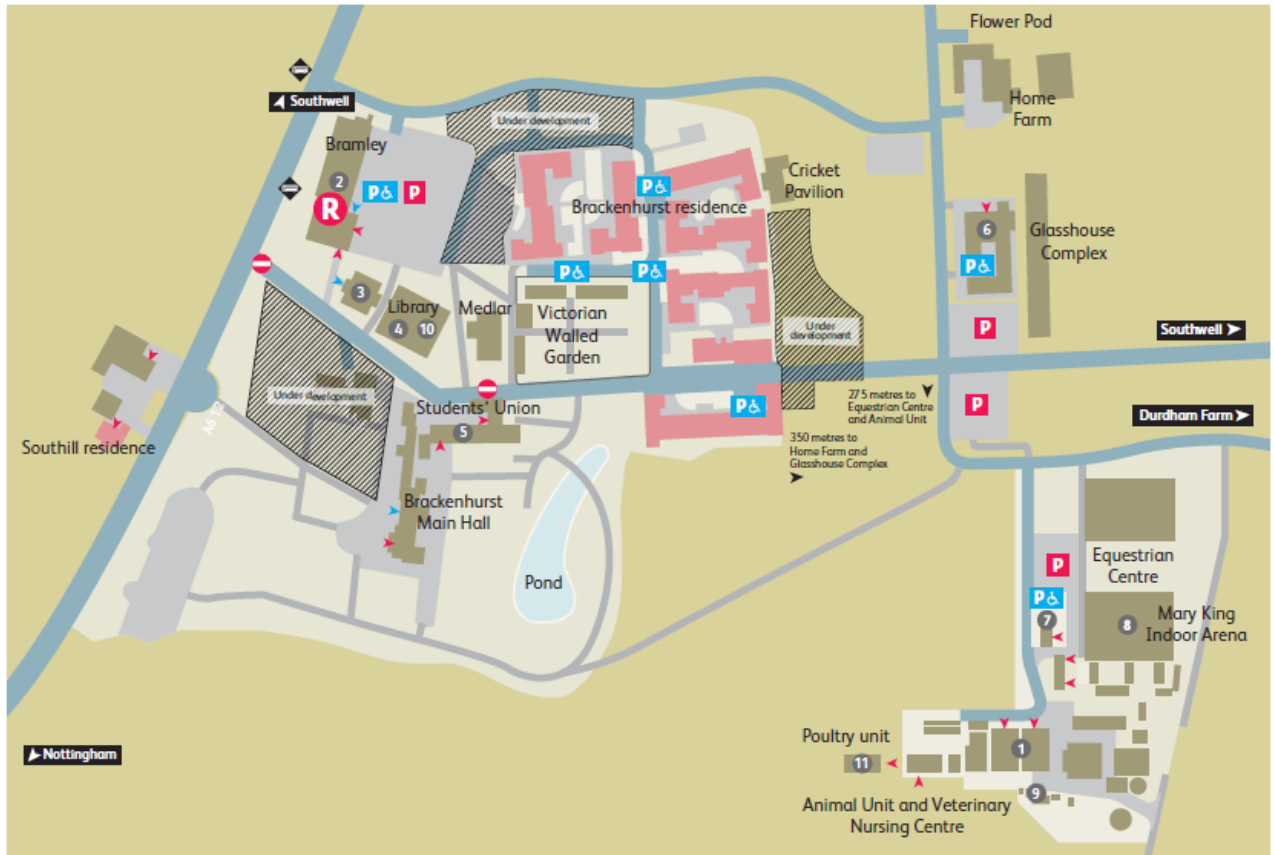 Flower Pod
Southwell
Under development
Home
Farm
Bramley
2
P
P
R
Cricket
Pavilion
P
Brackenhurst residence
6
Glasshouse
Complex
P
P
P
3
Library
4
10
Medlar
Victorian
Walled
Garden
Under
development
P
Southwell
Under development
275 metres to
Equestrian Centre
and Animal Unit
P
Durdham Farm
A612
Students' Union
5
P
350 metres to
Home Farm and
Glasshouse Complex
Southill residence
Brackenhurst
Main Hall
Pond
P
Equestrian
Centre
P
7
8
Mary King
Indoor Arena
Nottingham
Poultry unit
11
1
9
Animal Unit and Veterinary
Nursing Centre